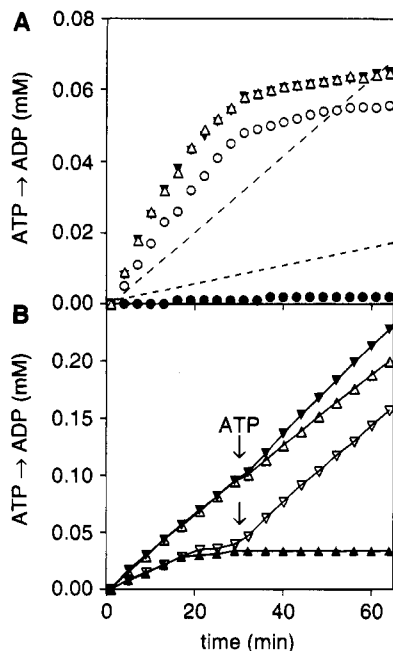 A
0.08
0.06
0.04
0.02
0.00
ATP → ADP (mM)
B
0.20
0.15
0.10
0.05
0.00
ATP → ADP (mM)
ATP
↓
↓
0 20 40 60
time (min)